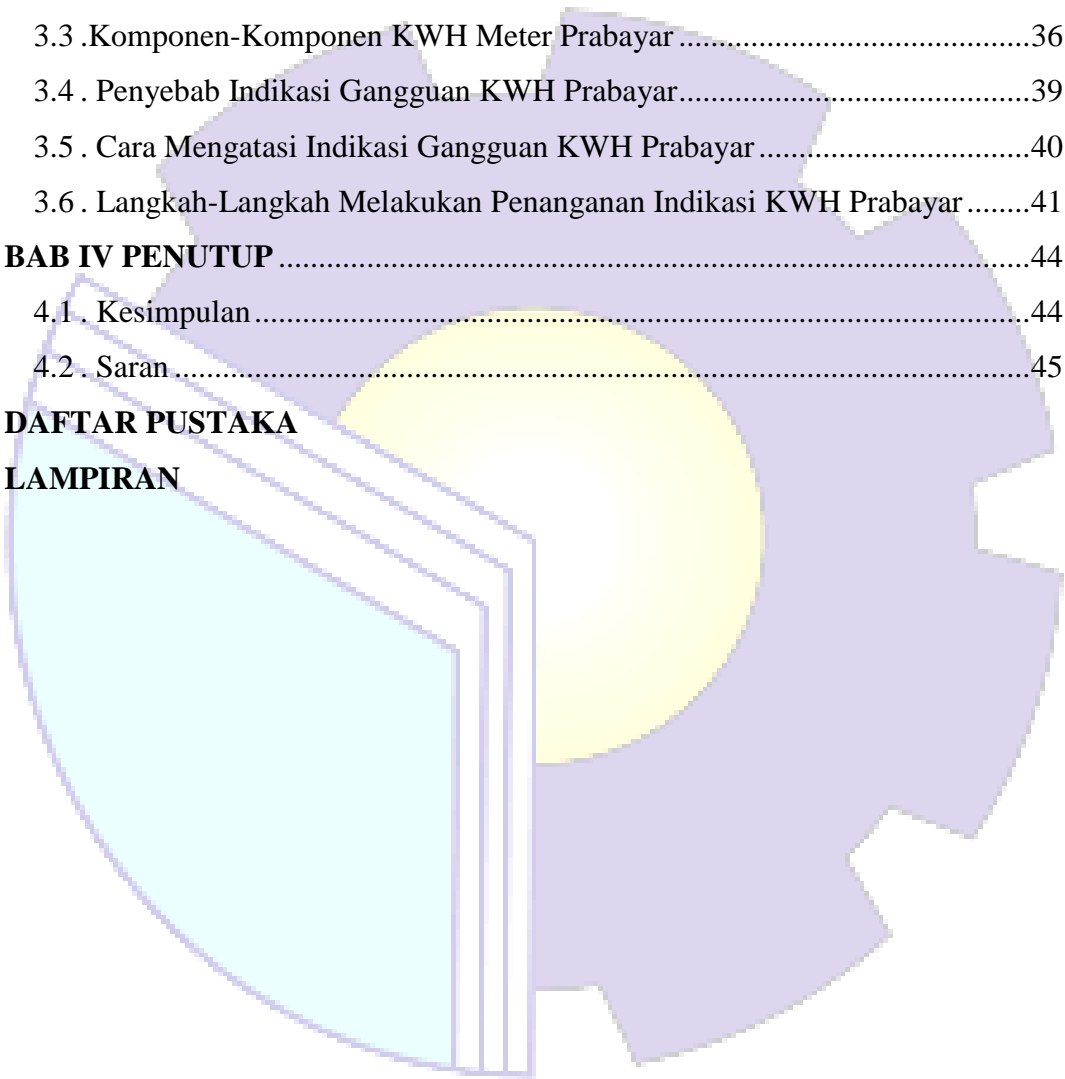 3.3 .Komponen-Komponen KWH Meter Prabayar ....................................36
3.4 . Penyebab Indikasi Gangguan KWH Prabayar....................................39
3.5 . Cara Mengatasi Indikasi Gangguan KWH Prabayar ............................40
3.6 . Langkah-Langkah Melakukan Penanganan Indikasi KWH Prabayar ........41
BAB IV PENUTUP ....................................................................................44
4.1 . Kesimpulan .......................................................................................44
4.2 . Saran ................................................................................................45
DAFTAR PUSTAKA
LAMPIRAN